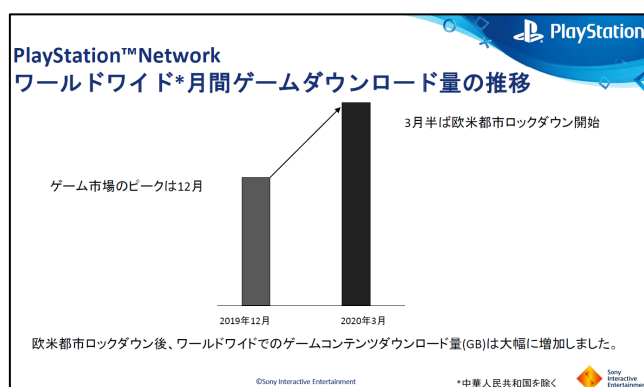 PlayStation
PlayStation™Network
ワールドワイド*月間ゲームダウンロード量の推移
3月半ば欧米都市ロックダウン開始
ゲーム市場のピークは12月
2019年12月
2020年3月
欧米都市ロックダウン後、ワールドワイドでのゲームコンテンツダウンロード量(GB)は大幅に増加しました。
©Sony Interactive Entertainment
*中華人民共和国を除く
Sony
Interactive
Entertainment